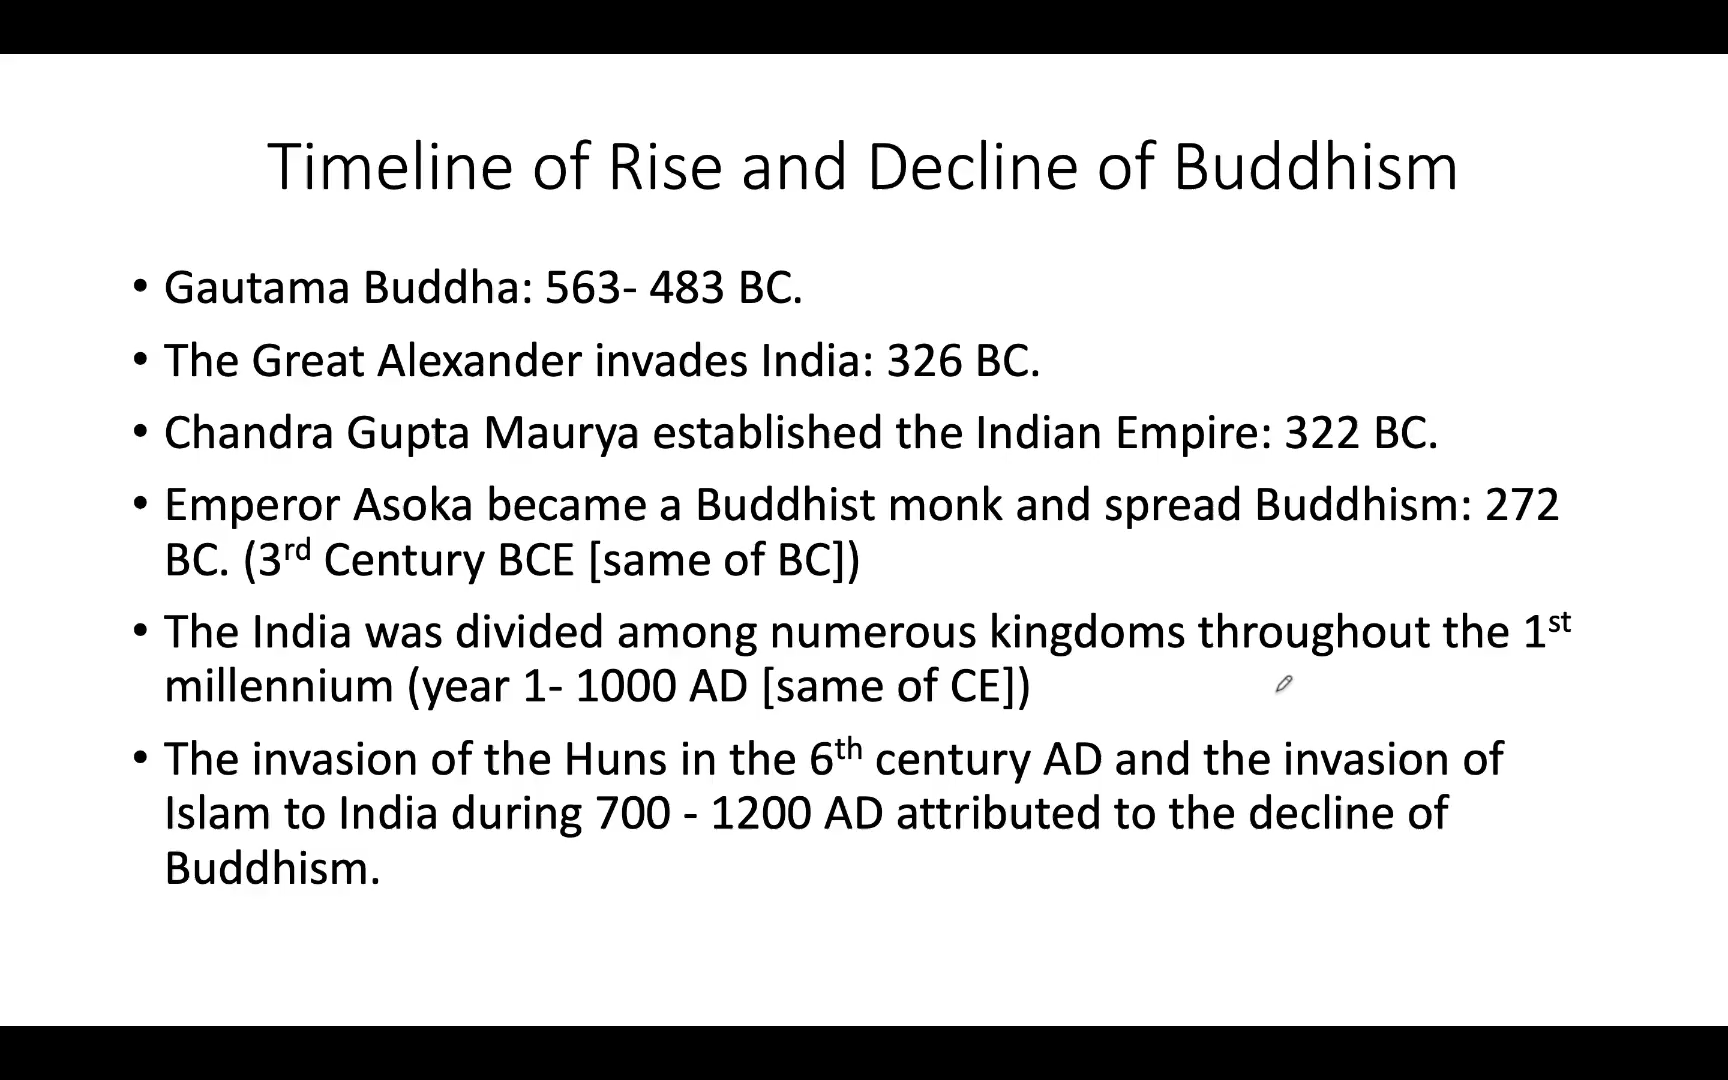 Timeline of Rise and Decline of Buddhism
• Gautama Buddha: 563- 483 BC.
• The Great Alexander invades India: 326 BC.
• Chandra Gupta Maurya established the Indian Empire: 322 BC.
• Emperor Asoka became a Buddhist monk and spread Buddhism: 272
BC. (3rd Century BCE [same of BC])
• The India was divided among numerous kingdoms throughout the 1st
millennium (year 1- 1000 AD [same of CE])
• The invasion of the Huns in the 6th century AD and the invasion of
Islam to India during 700 - 1200 AD attributed to the decline of
Buddhism.